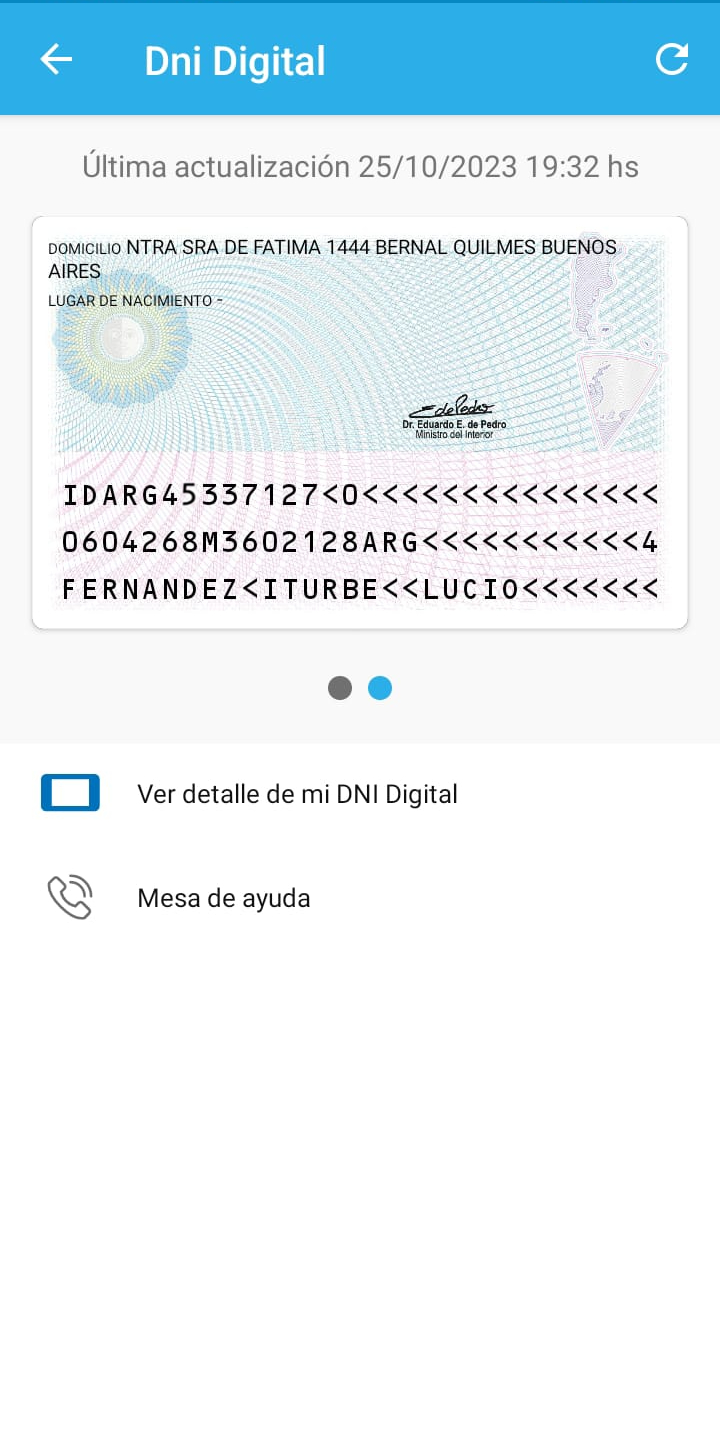 Dni Digital
Última actualización 25/10/2023 19:32 hs
DOMICILIO NTRA SRA DE FATIMA 1444 BERNAL QUILMES BUENOS
AIRES
LUGAR DE NACIMIENTO -
EdePedro
Dr. Eduardo E. de Pedro
Ministro del Interior
IDARG45337127<0<<<<<<<<<<<<<<<
0604268M3602128ARG<<<<<<<<<<<4
FERNANDEZ<ITURBE<<LUCIO<<<<<<<
Ver detalle de mi DNI Digital
Mesa de ayuda